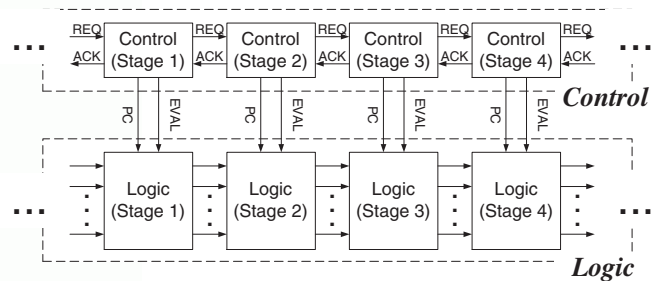 REQ REQ REQ REQ REQ
Control Control Control Control
(Stage 1) (Stage 2) (Stage 3) (Stage 4)
ACK ACK ACK ACK ACK
... ...
Control
PC EVAL PC EVAL PC EVAL PC EVAL
Logic Logic Logic Logic
(Stage 1) (Stage 2) (Stage 3) (Stage 4)
... ...
Logic